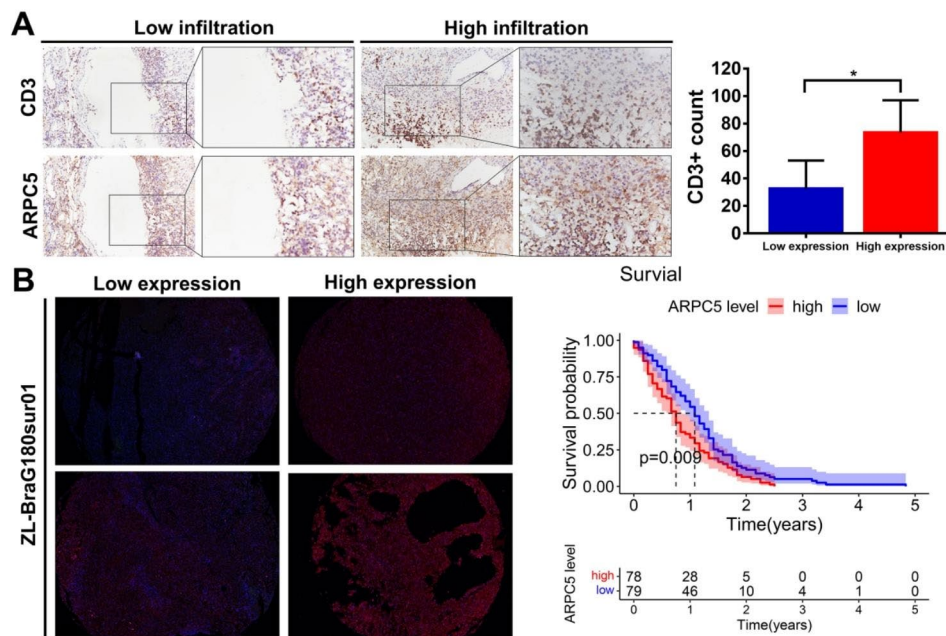 A
Low infiltration
High infiltration
CD3
ARPC5
CD3+ count
120
100
80
60
40
20
0
*
Low expression
High expression
B
Low expression
High expression
ZL-BraG180sur01
Survial
ARPC5 level high low
Survival probability
1.00
0.75
0.50
0.25
0.00
p=0.009
0 1 2 3 4 5
Time(years)
ARPC5 level
high 78 28 5 0 0 0
low 79 46 10 4 1 0
0 1 2 3 4 5
Time(years)